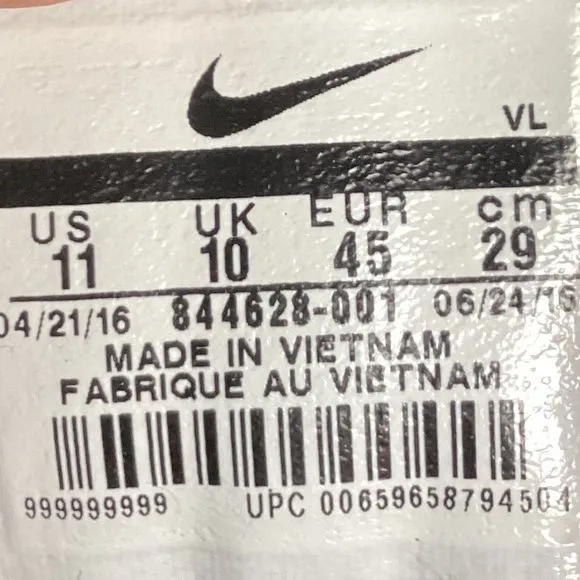 VL
US UK EUR cm
11 10 45 29
04/21/16 844628-001 06/24/16
MADE IN VIETNAM
FABRIQUE AU VIETNAM
999999999 UPC 00659658794504